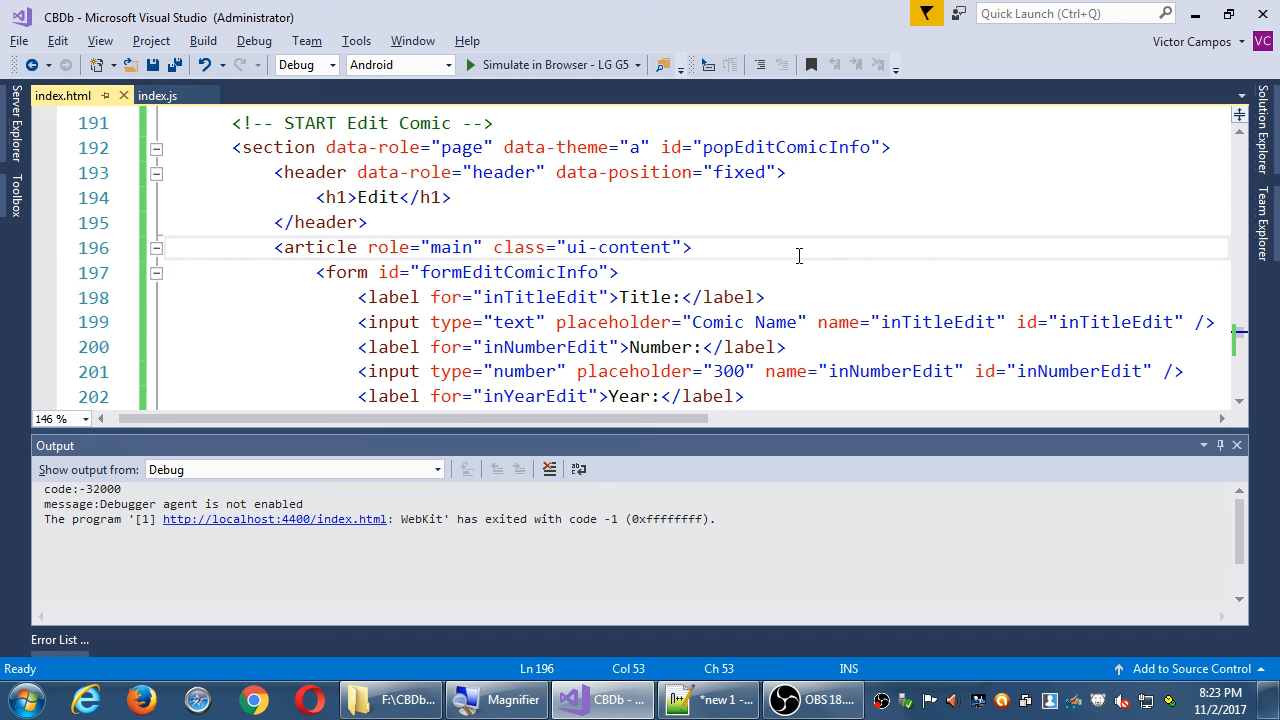 CBDb - Microsoft Visual Studio (Administrator)
Quick Launch (Ctrl+Q)
File Edit View Project Build Debug Team Tools Window Help
Victor Campos VC
Debug Android Simulate in Browser - LG G5
index.html index.js
Server Explorer
Toolbox
Solution Explorer
Team Explorer
191 <!-- START Edit Comic -->
192 <section data-role="page" data-theme="a" id="popEditComicInfo">
193 <header data-role="header" data-position="fixed">
194 <h1>Edit</h1>
195 </header>
196 <article role="main" class="ui-content">
197 <form id="formEditComicInfo">
198 <label for="inTitleEdit">Title:</label>
199 <input type="text" placeholder="Comic Name" name="inTitleEdit" id="inTitleEdit" />
200 <label for="inNumberEdit">Number:</label>
201 <input type="number" placeholder="300" name="inNumberEdit" id="inNumberEdit" />
202 <label for="inYearEdit">Year:</label>
146 %
Output
Show output from: Debug
code:-32000
message:Debugger agent is not enabled
The program '[1] http://localhost:4400/index.html: WebKit' has exited with code -1 (0xffffffff).
Error List ...
Ready Ln 196 Col 53 Ch 53 INS Add to Source Control
F:\CBDb... Magnifier CBDb - ... *new 1 - ... OBS 18.... 8:23 PM
11/2/2017